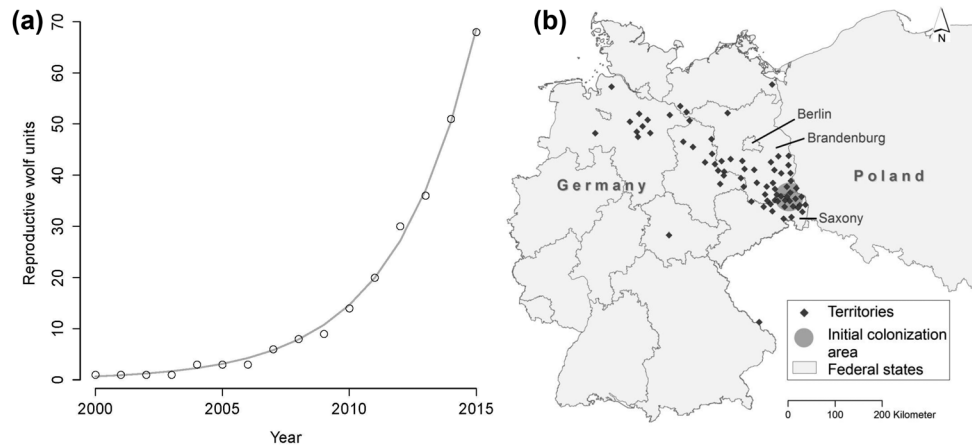 (a)
Reproductive wolf units
70
60
50
40
30
20
10
0
2000 2005 2010 2015
Year
(b)
N
Berlin
Brandenburg
Germany
Poland
Saxony
Territories
Initial colonization
area
Federal states
0 100 200 Kilometer